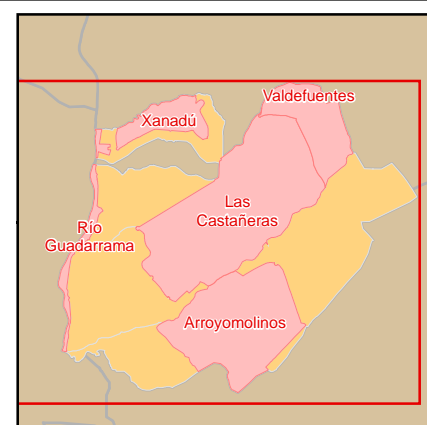 Valdefuentes
Xanadú
Las
Castañeras
Río
Guadarrama
Arroyomolinos